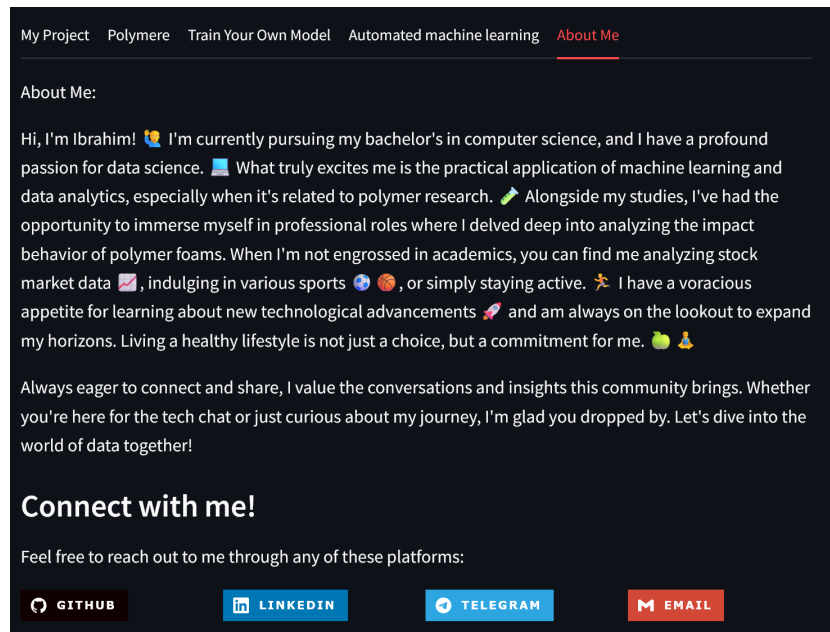 My Project Polymere Train Your Own Model Automated machine learning About Me
About Me:
Hi, I'm Ibrahim! 🙋‍♂️ I'm currently pursuing my bachelor's in computer science, and I have a profound
passion for data science. 💻 What truly excites me is the practical application of machine learning and
data analytics, especially when it's related to polymer research. 🧪 Alongside my studies, I've had the
opportunity to immerse myself in professional roles where I delved deep into analyzing the impact
behavior of polymer foams. When I'm not engrossed in academics, you can find me analyzing stock
market data 📈, indulging in various sports ⚽ 🏀, or simply staying active. 🏃 I have a voracious
appetite for learning about new technological advancements 🚀 and am always on the lookout to expand
my horizons. Living a healthy lifestyle is not just a choice, but a commitment for me. 🍏 🧘
Always eager to connect and share, I value the conversations and insights this community brings. Whether
you're here for the tech chat or just curious about my journey, I'm glad you dropped by. Let's dive into the
world of data together!
Connect with me!
Feel free to reach out to me through any of these platforms:
GITHUB LINKEDIN TELEGRAM EMAIL